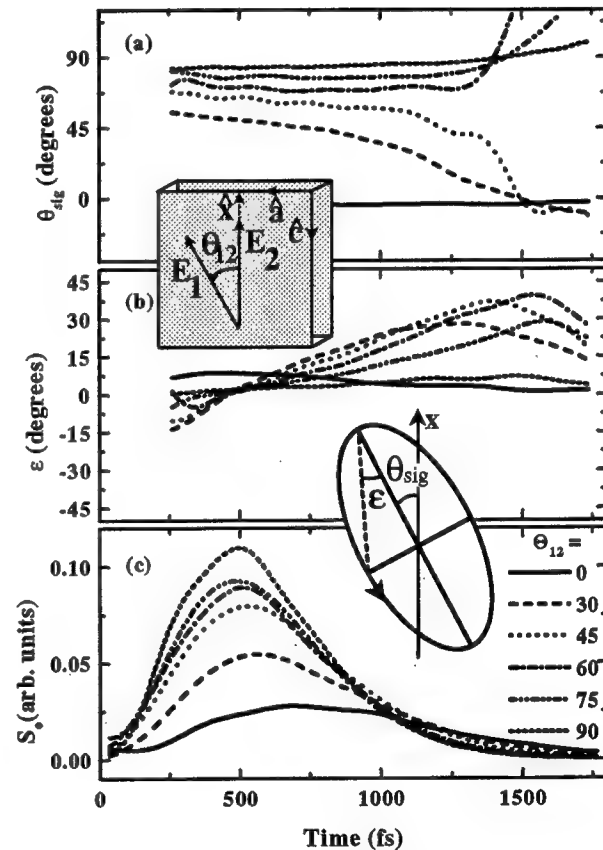 (a)
90
45
0
θsig (degrees)
x̂
â
ĉ
θ12
E1
E2
(b)
45
30
15
0
-15
-30
-45
ε (degrees)
x
θsig
ε
(c)
Θ12 =
0
30
45
60
75
90
0.10
0.05
0.00
So(arb. units)
0
500
1000
1500
Time (fs)